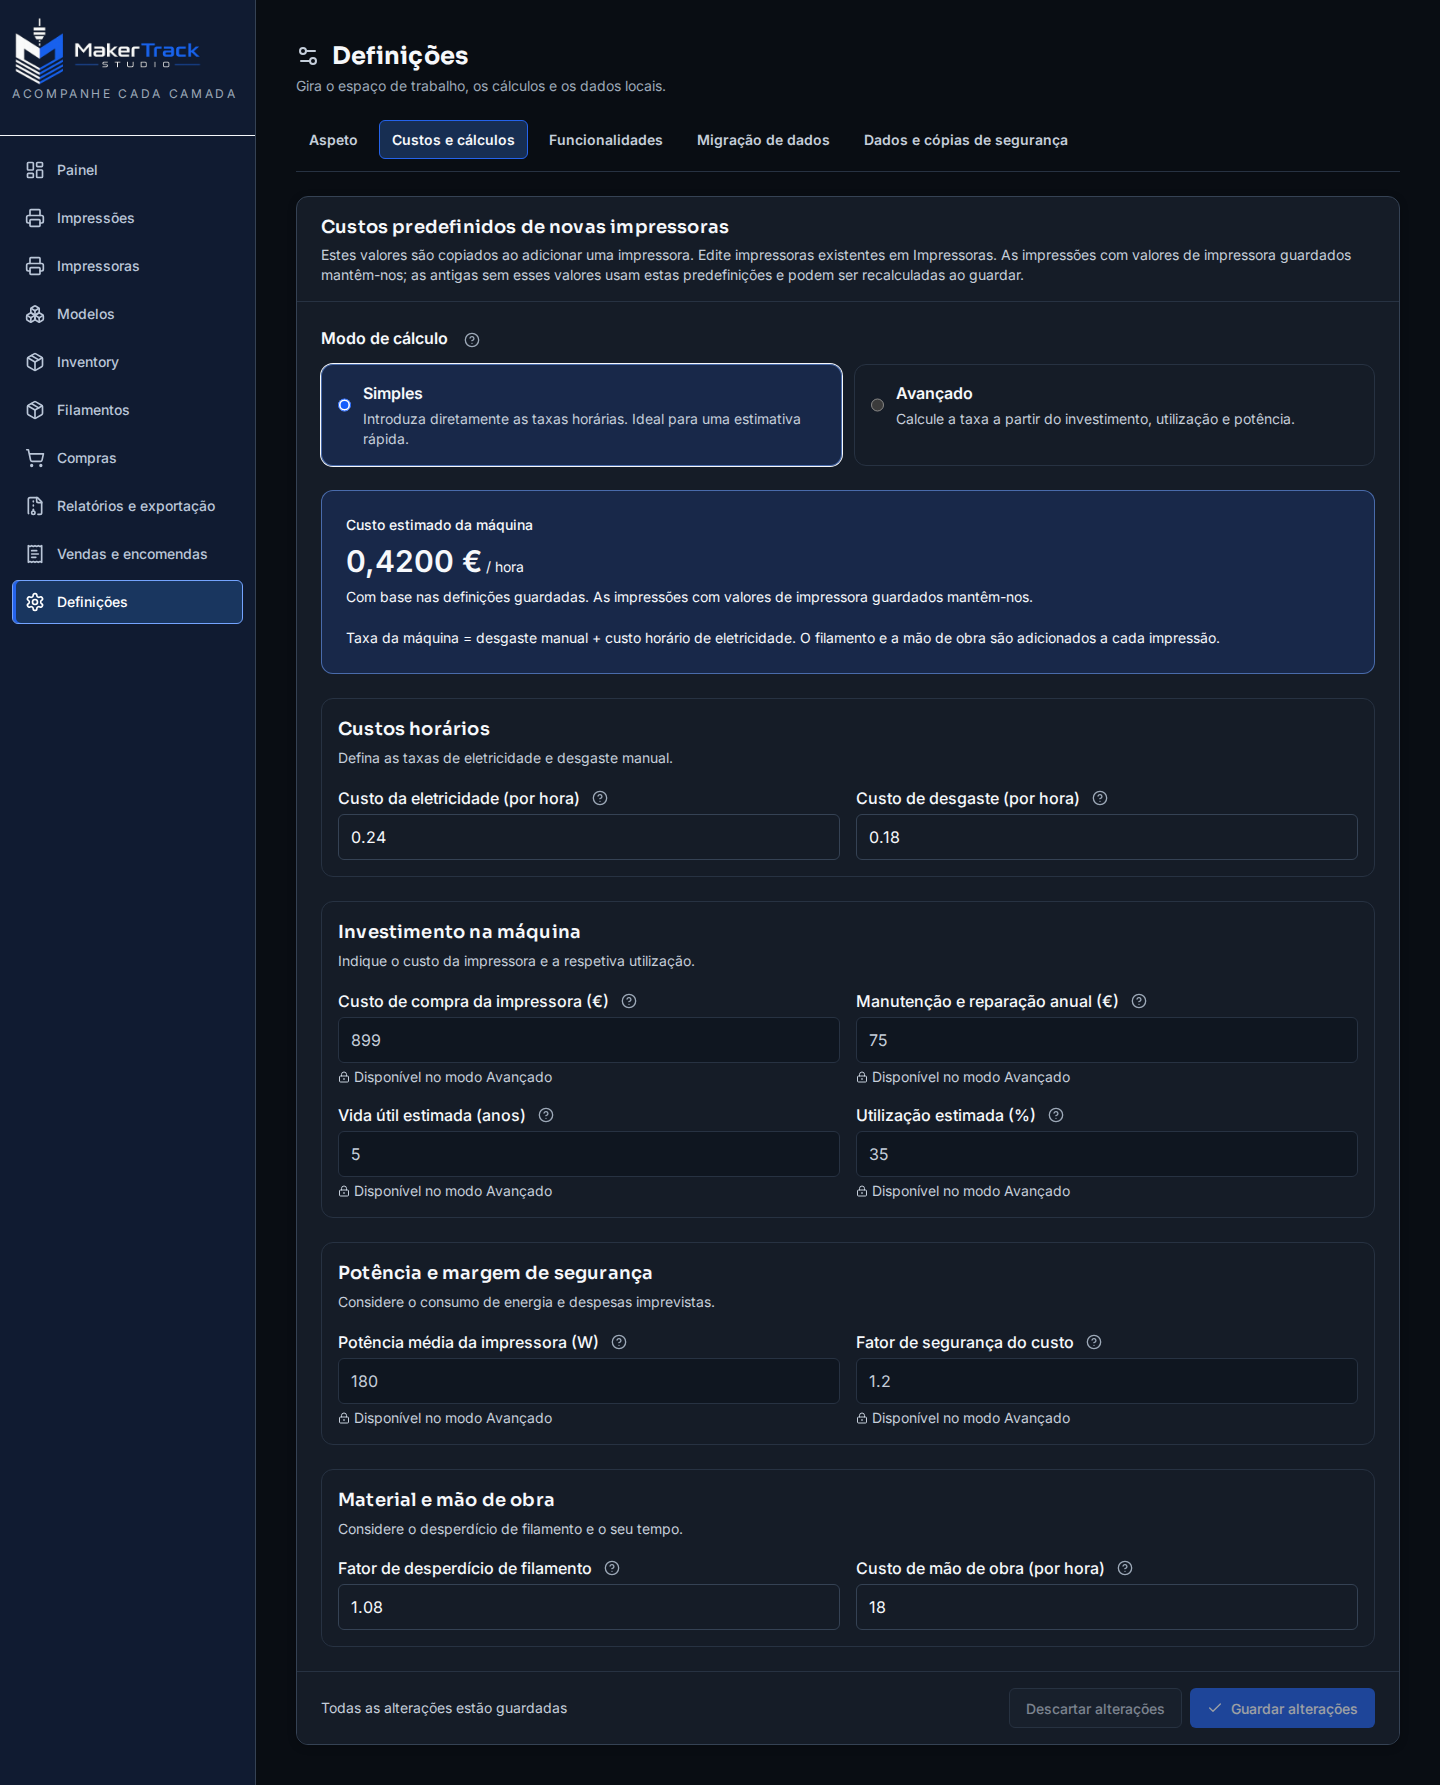 MakerTrack
STUDIO
ACOMPANHE CADA CAMADA
Painel
Impressões
Impressoras
Modelos
Inventory
Filamentos
Compras
Relatórios e exportação
Vendas e encomendas
Definições
Definições
Gira o espaço de trabalho, os cálculos e os dados locais.
Aspeto
Custos e cálculos
Funcionalidades
Migração de dados
Dados e cópias de segurança
Custos predefinidos de novas impressoras
Estes valores são copiados ao adicionar uma impressora. Edite impressoras existentes em Impressoras. As impressões com valores de impressora guardados
mantêm-nos; as antigas sem esses valores usam estas predefinições e podem ser recalculadas ao guardar.
Modo de cálculo
Simples
Introduza diretamente as taxas horárias. Ideal para uma estimativa
rápida.
Avançado
Calcule a taxa a partir do investimento, utilização e potência.
Custo estimado da máquina
0,4200 € / hora
Com base nas definições guardadas. As impressões com valores de impressora guardados mantêm-nos.
Taxa da máquina = desgaste manual + custo horário de eletricidade. O filamento e a mão de obra são adicionados a cada impressão.
Custos horários
Defina as taxas de eletricidade e desgaste manual.
Custo da eletricidade (por hora)
0.24
Custo de desgaste (por hora)
0.18
Investimento na máquina
Indique o custo da impressora e a respetiva utilização.
Custo de compra da impressora (€)
899
Disponível no modo Avançado
Manutenção e reparação anual (€)
75
Disponível no modo Avançado
Vida útil estimada (anos)
5
Disponível no modo Avançado
Utilização estimada (%)
35
Disponível no modo Avançado
Potência e margem de segurança
Considere o consumo de energia e despesas imprevistas.
Potência média da impressora (W)
180
Disponível no modo Avançado
Fator de segurança do custo
1.2
Disponível no modo Avançado
Material e mão de obra
Considere o desperdício de filamento e o seu tempo.
Fator de desperdício de filamento
1.08
Custo de mão de obra (por hora)
18
Todas as alterações estão guardadas
Descartar alterações
Guardar alterações